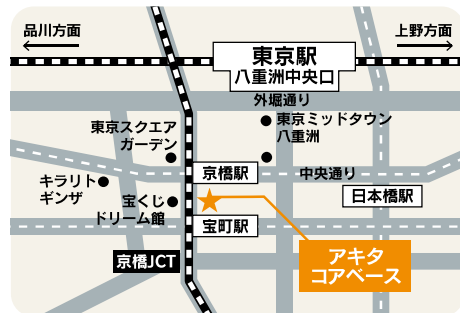 品川方面
上野方面
東京駅
八重洲中央口
外堀通り
東京スクエア
ガーデン
東京ミッドタウン
八重洲
京橋駅
中央通り
キラリト
ギンザ
日本橋駅
宝くじ
ドリーム館
宝町駅
京橋JCT
アキタ
コアベース